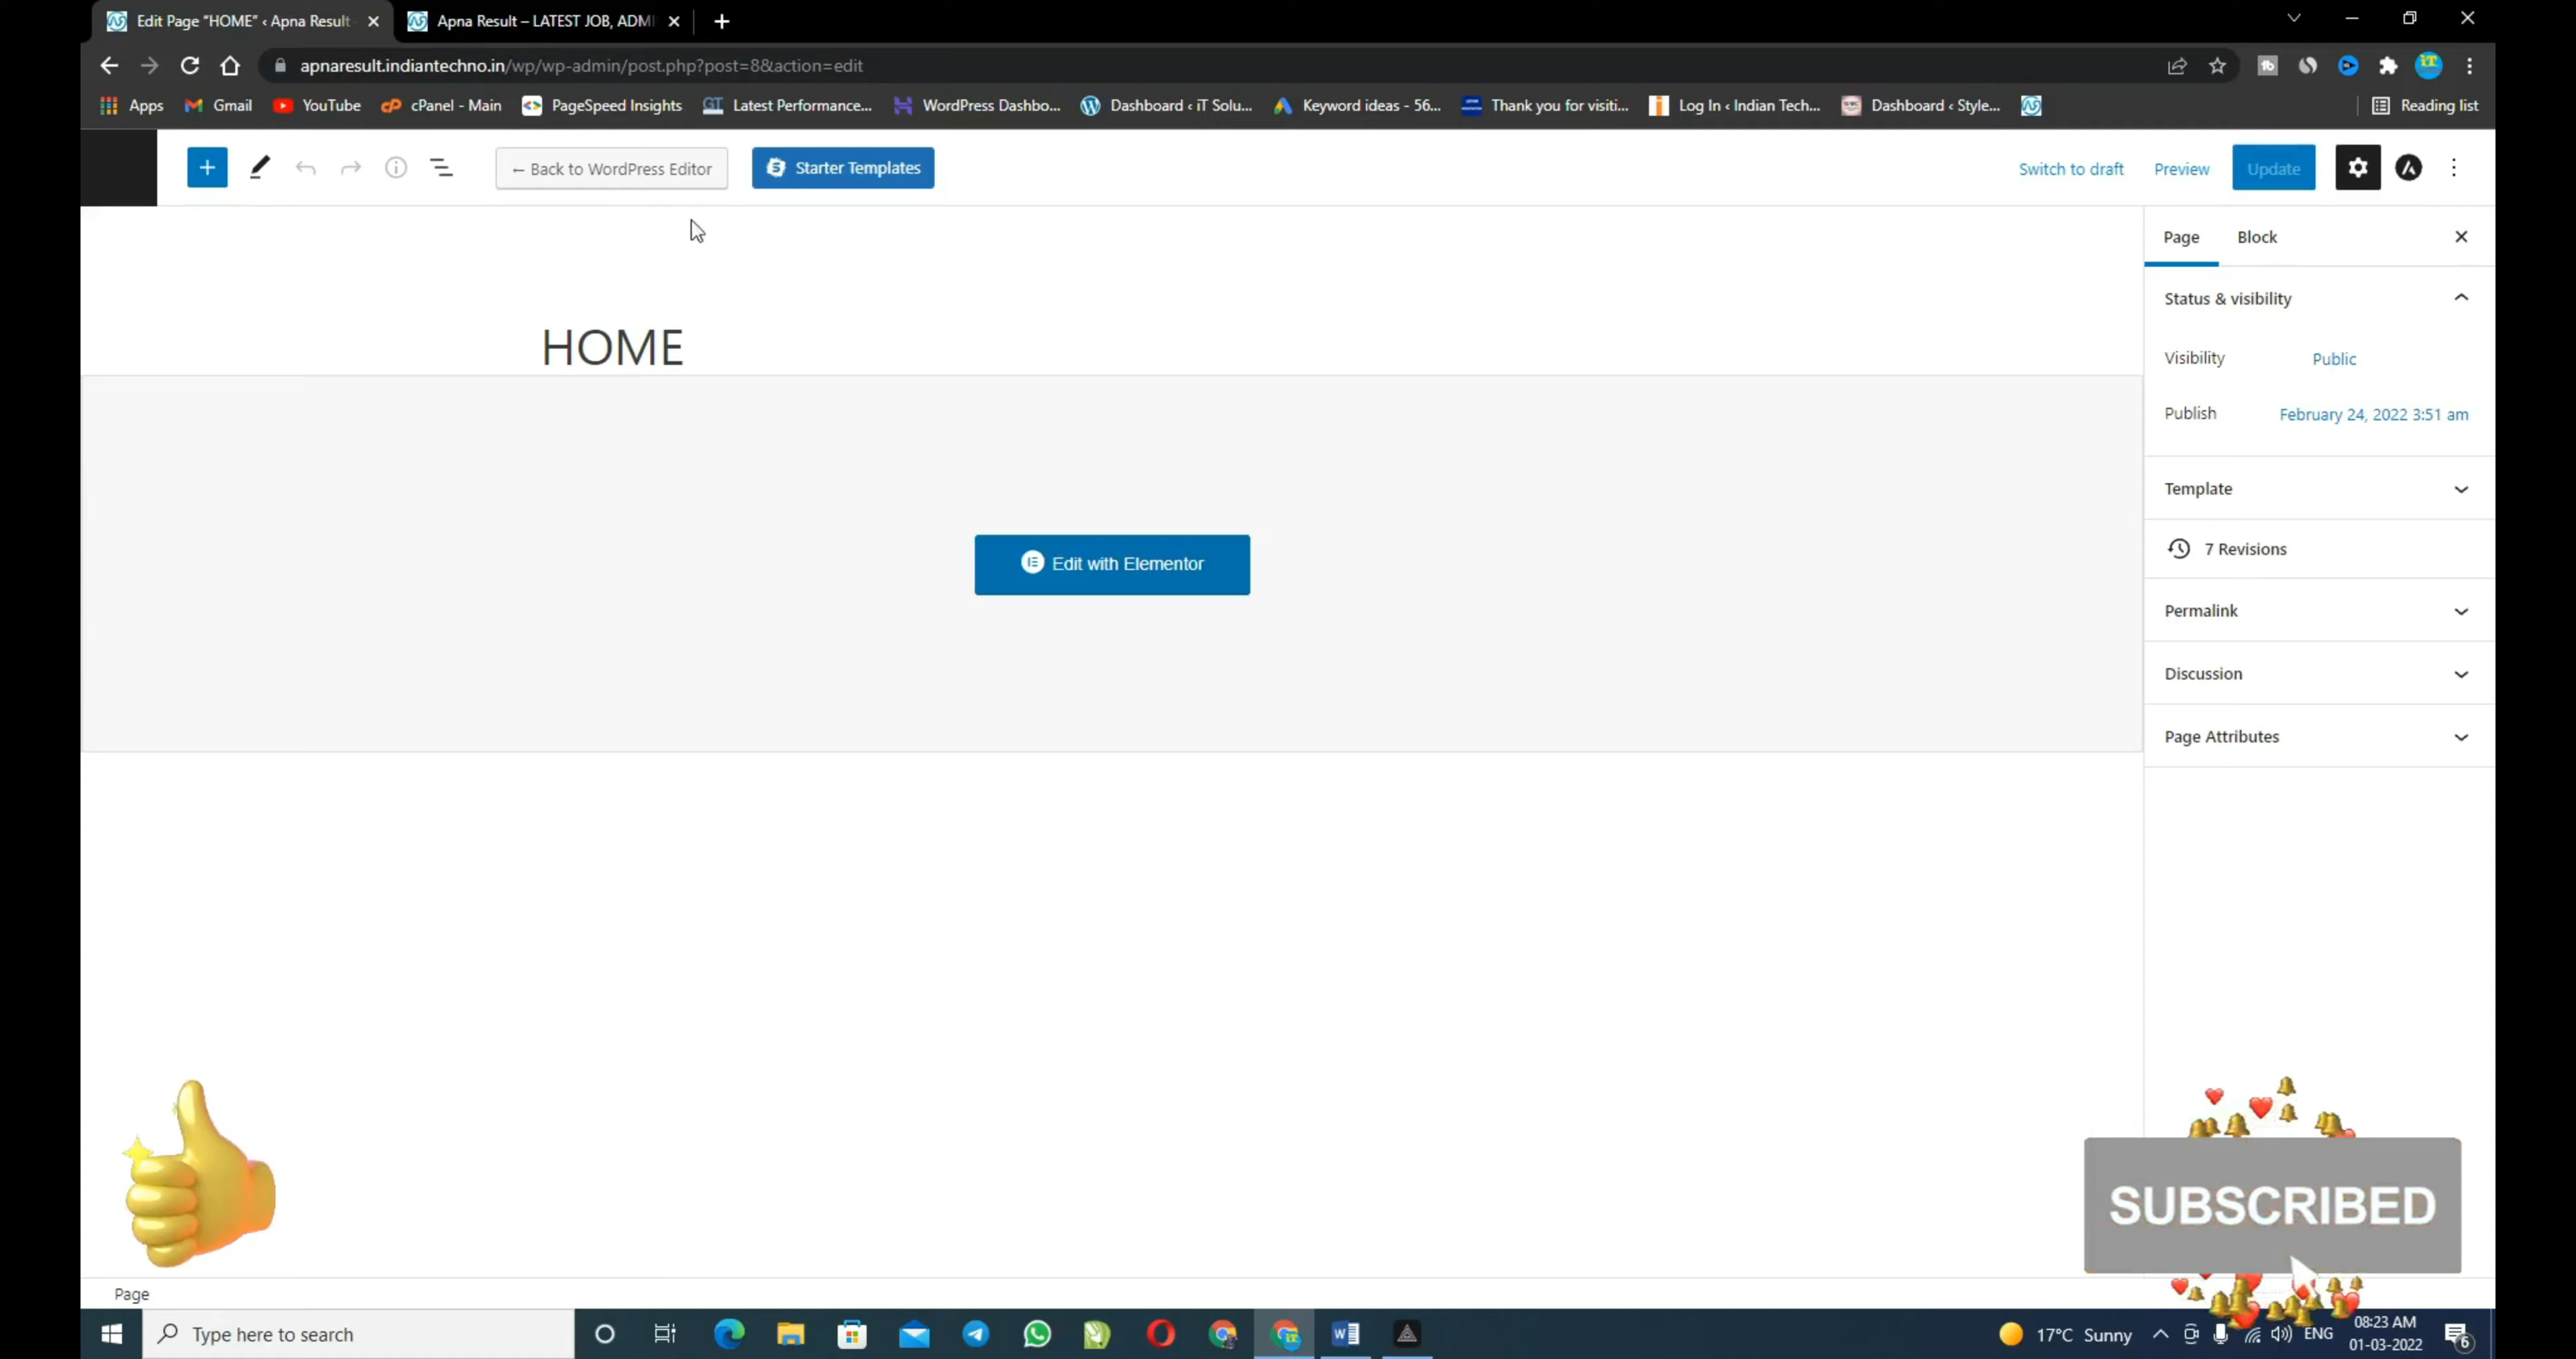 Edit Page “HOME” ‹ Apna Result
Apna Result – LATEST JOB, ADMI
apnaresult.indiantechno.in/wp/wp-admin/post.php?post=8&action=edit
Apps
Gmail
YouTube
cPanel - Main
PageSpeed Insights
Latest Performance...
WordPress Dashbo...
Dashboard ‹ iT Solu...
Keyword ideas - 56...
Thank you for visiti...
Log In ‹ Indian Tech...
Dashboard ‹ Style...
Reading list
← Back to WordPress Editor
Starter Templates
Switch to draft
Preview
Update
Page
Block
Status & visibility
Visibility
Public
Publish
February 24, 2022 3:51 am
Template
7 Revisions
Permalink
Discussion
Page Attributes
HOME
Edit with Elementor
SUBSCRIBED
Page
Type here to search
17°C Sunny
ENG
08:23 AM
01-03-2022
6